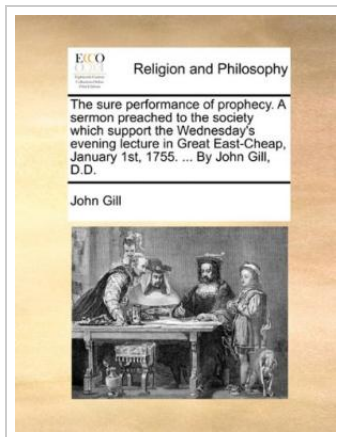 ECCO
Religion and Philosophy
The sure performance of prophecy. A
sermon preached to the society
which support the Wednesday's
evening lecture in Great East-Cheap,
January 1st, 1755. ... By John Gill,
D.D.
John Gill